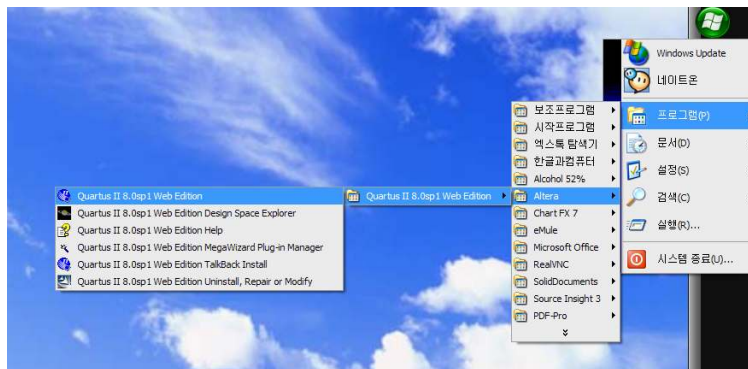 Windows Update
네이트온
프로그램(P)
문서(D)
설정(S)
검색(C)
실행(R)...
시스템 종료(U)...
보조프로그램
시작프로그램
엑스톡 탐색기
한글과컴퓨터
Alcohol 52%
Altera
Chart FX 7
eMule
Microsoft Office
RealVNC
SolidDocuments
Source Insight 3
PDF-Pro
Quartus II 8.0sp1 Web Edition
Quartus II 8.0sp1 Web Edition
Quartus II 8.0sp1 Web Edition Design Space Explorer
Quartus II 8.0sp1 Web Edition Help
Quartus II 8.0sp1 Web Edition MegaWizard Plug-in Manager
Quartus II 8.0sp1 Web Edition TalkBack Install
Quartus II 8.0sp1 Web Edition Uninstall, Repair or Modify